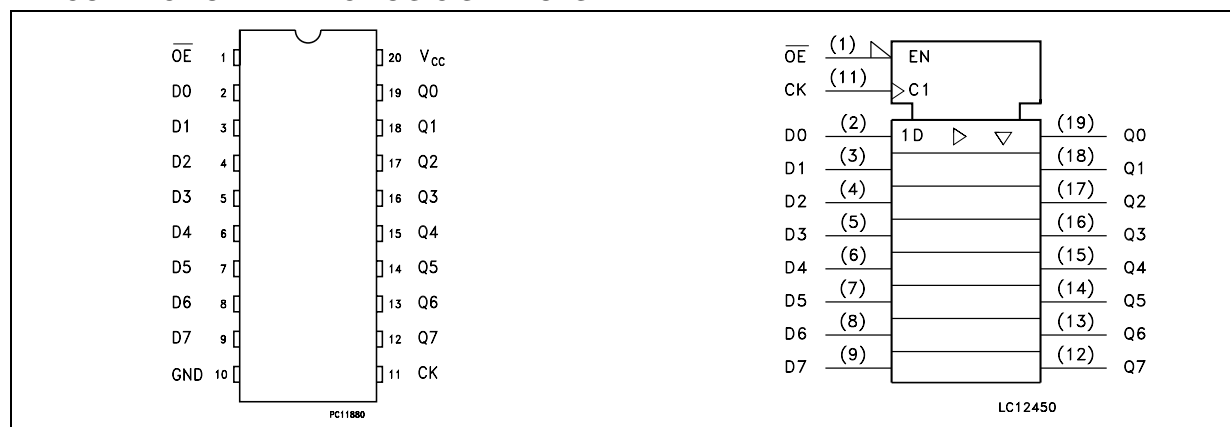 O̅E̅ 1 20 VCC
D0 2 19 Q0
D1 3 18 Q1
D2 4 17 Q2
D3 5 16 Q3
D4 6 15 Q4
D5 7 14 Q5
D6 8 13 Q6
D7 9 12 Q7
GND 10 11 CK
PC11880
O̅E̅ (1) EN
CK (11) C1
D0 (2) 1D (19) Q0
D1 (3) (18) Q1
D2 (4) (17) Q2
D3 (5) (16) Q3
D4 (6) (15) Q4
D5 (7) (14) Q5
D6 (8) (13) Q6
D7 (9) (12) Q7
LC12450